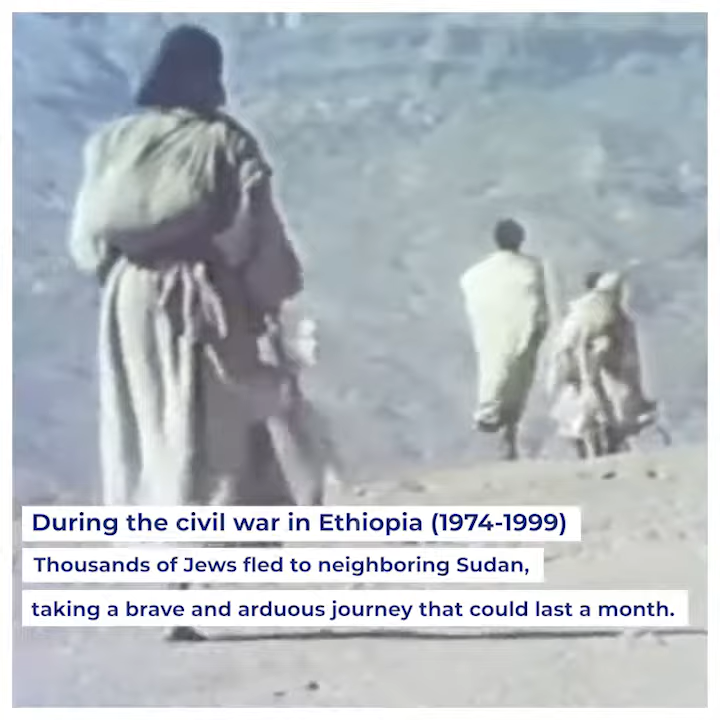 During the civil war in Ethiopia (1974-1999)
Thousands of Jews fled to neighboring Sudan,
taking a brave and arduous journey that could last a month.